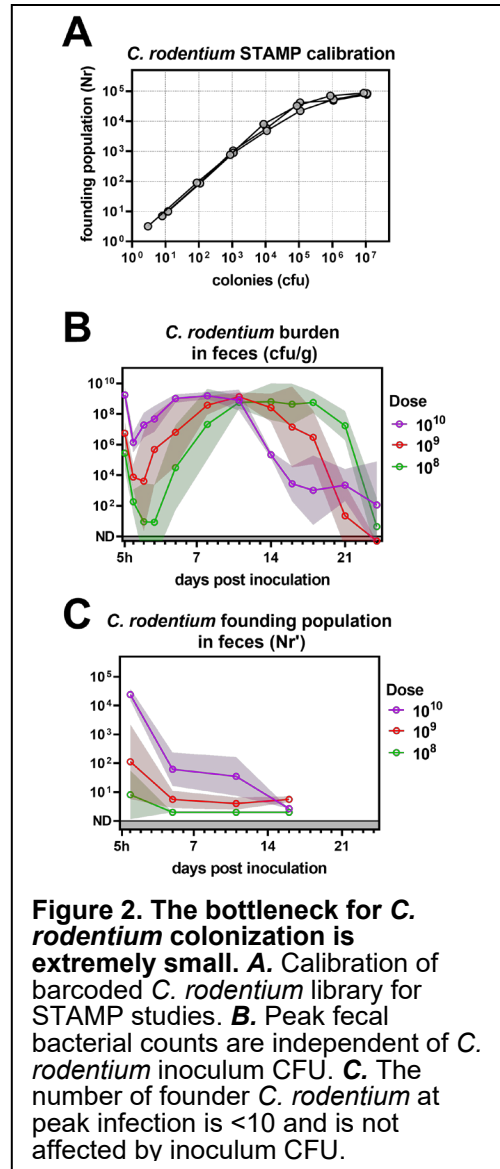 A
C. rodentium STAMP calibration
founding population (Nr)
10⁵
10⁴
10³
10²
10¹
10⁰
10⁰ 10¹ 10² 10³ 10⁴ 10⁵ 10⁶ 10⁷
colonies (cfu)
B
C. rodentium burden
in feces (cfu/g)
10¹⁰
10⁸
10⁶
10⁴
10²
ND
5h 7 14 21
days post inoculation
Dose
10¹⁰
10⁹
10⁸
C
C. rodentium founding population
in feces (Nr')
10⁵
10⁴
10³
10²
10¹
ND
5h 7 14 21
days post inoculation
Dose
10¹⁰
10⁹
10⁸
Figure 2. The bottleneck for C.
rodentium colonization is
extremely small. A. Calibration of
barcoded C. rodentium library for
STAMP studies. B. Peak fecal
bacterial counts are independent of C.
rodentium inoculum CFU. C. The
number of founder C. rodentium at
peak infection is <10 and is not
affected by inoculum CFU.